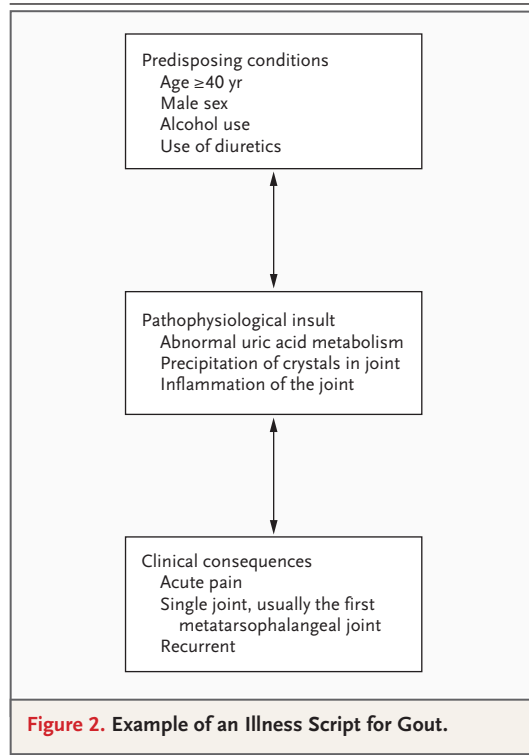 Predisposing conditions
Age ≥40 yr
Male sex
Alcohol use
Use of diuretics
Pathophysiological insult
Abnormal uric acid metabolism
Precipitation of crystals in joint
Inflammation of the joint
Clinical consequences
Acute pain
Single joint, usually the first
metatarsophalangeal joint
Recurrent
Figure 2. Example of an Illness Script for Gout.